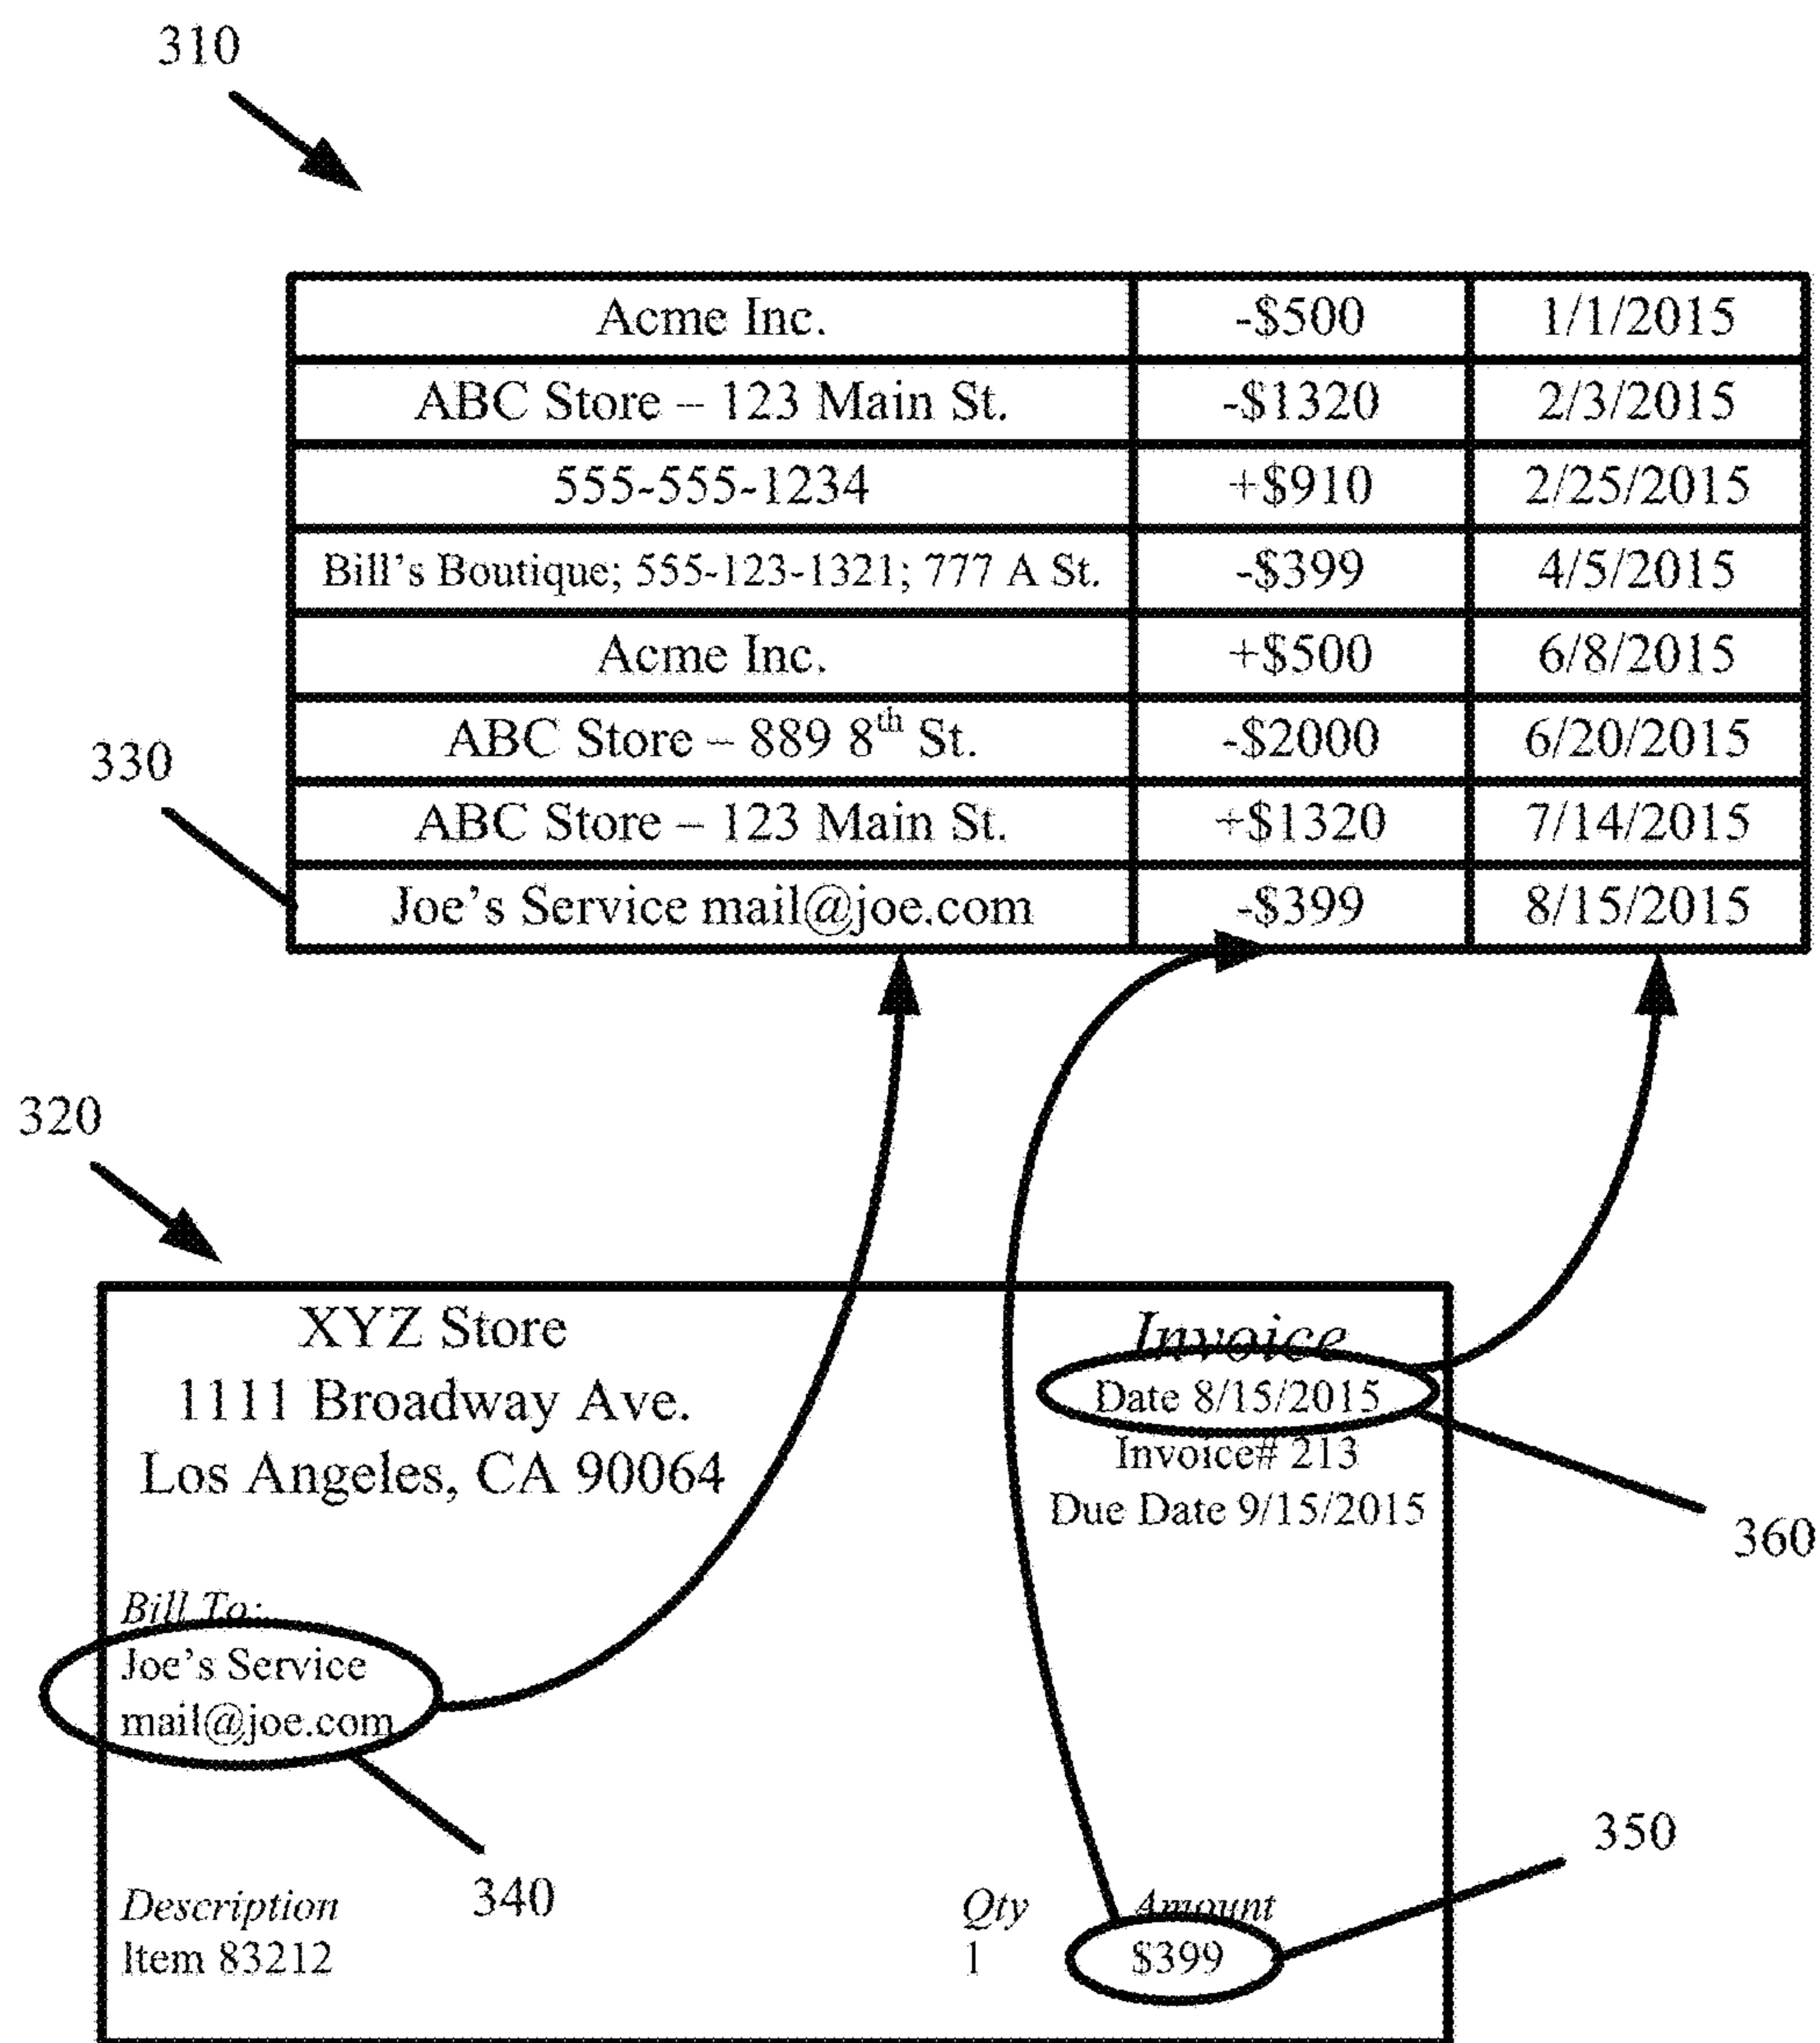 310
Acme Inc. -$500 1/1/2015
ABC Store – 123 Main St. -$1320 2/3/2015
555-555-1234 +$910 2/25/2015
Bill's Boutique; 555-123-1321; 777 A St. -$399 4/5/2015
Acme Inc. +$500 6/8/2015
ABC Store – 889 8th St. -$2000 6/20/2015
330
ABC Store – 123 Main St. +$1320 7/14/2015
Joe's Service mail@joe.com -$399 8/15/2015
320
XYZ Store
1111 Broadway Ave.
Los Angeles, CA 90064
Invoice
Date 8/15/2015
Invoice# 213
Due Date 9/15/2015
360
Bill To:
Joe's Service
mail@joe.com
340
350
Description Qty Amount
Item 83212 1 $399